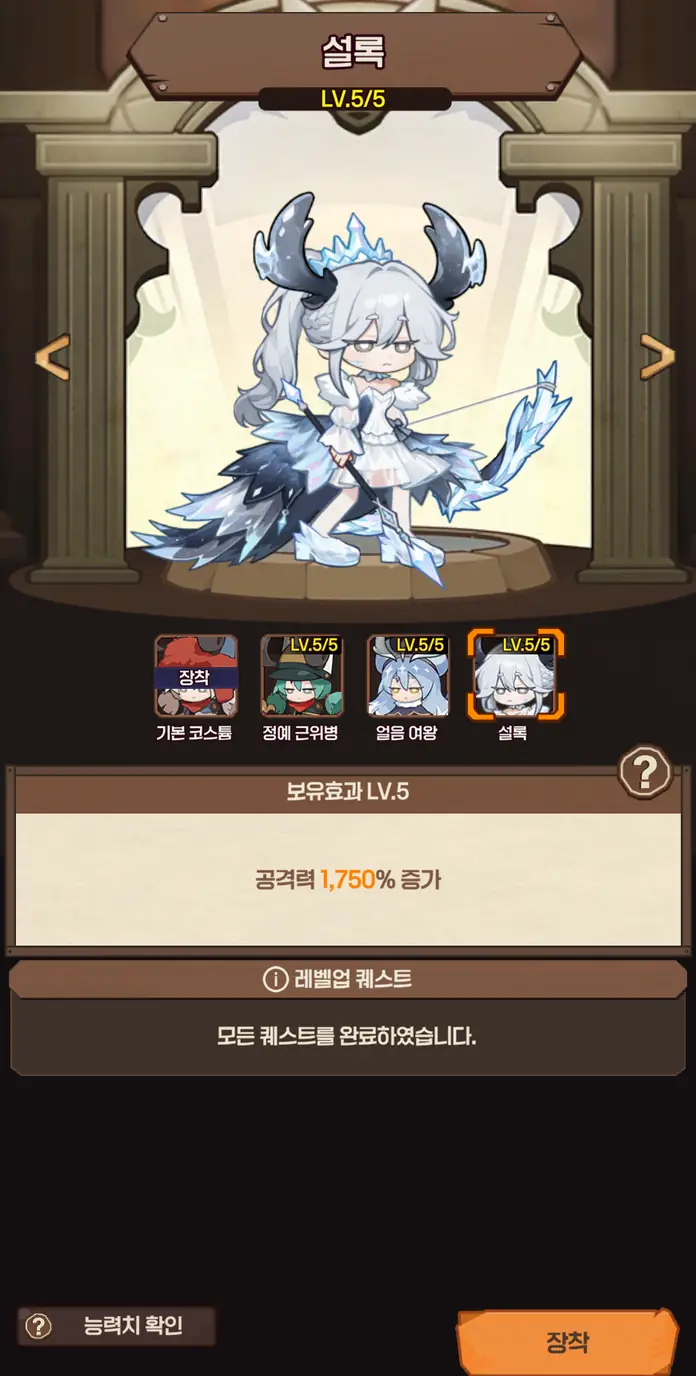 설록
LV.5/5
장착
LV.5/5
LV.5/5
LV.5/5
기본 코스튬
정예 근위병
얼음 여왕
설록
?
보유효과 LV.5
공격력 1,750% 증가
i 레벨업 퀘스트
모든 퀘스트를 완료하였습니다.
? 능력치 확인
장착